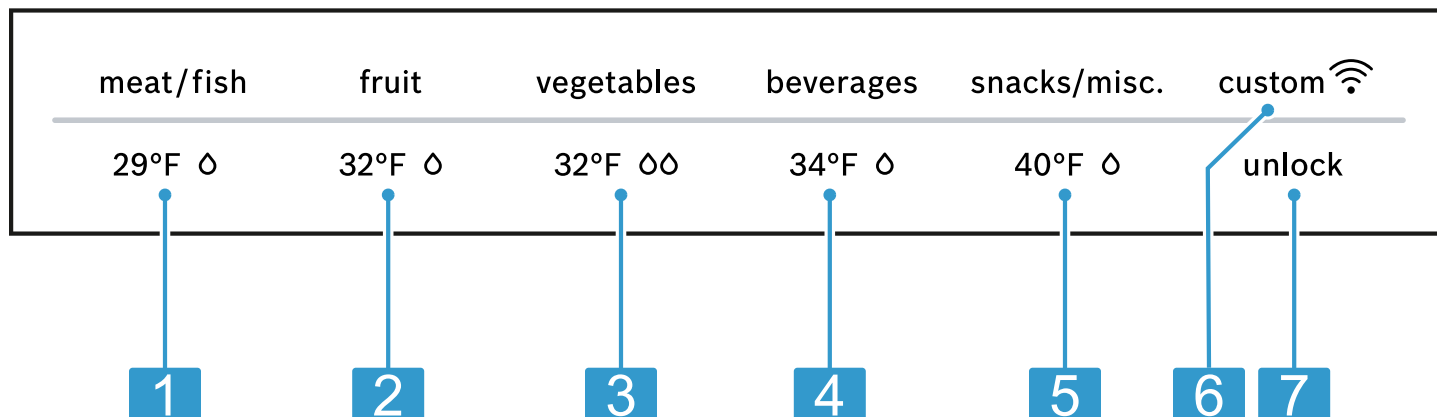 meat/fish fruit vegetables beverages snacks/misc. custom
29°F 32°F 32°F 34°F 40°F unlock
1 2 3 4 5 6 7